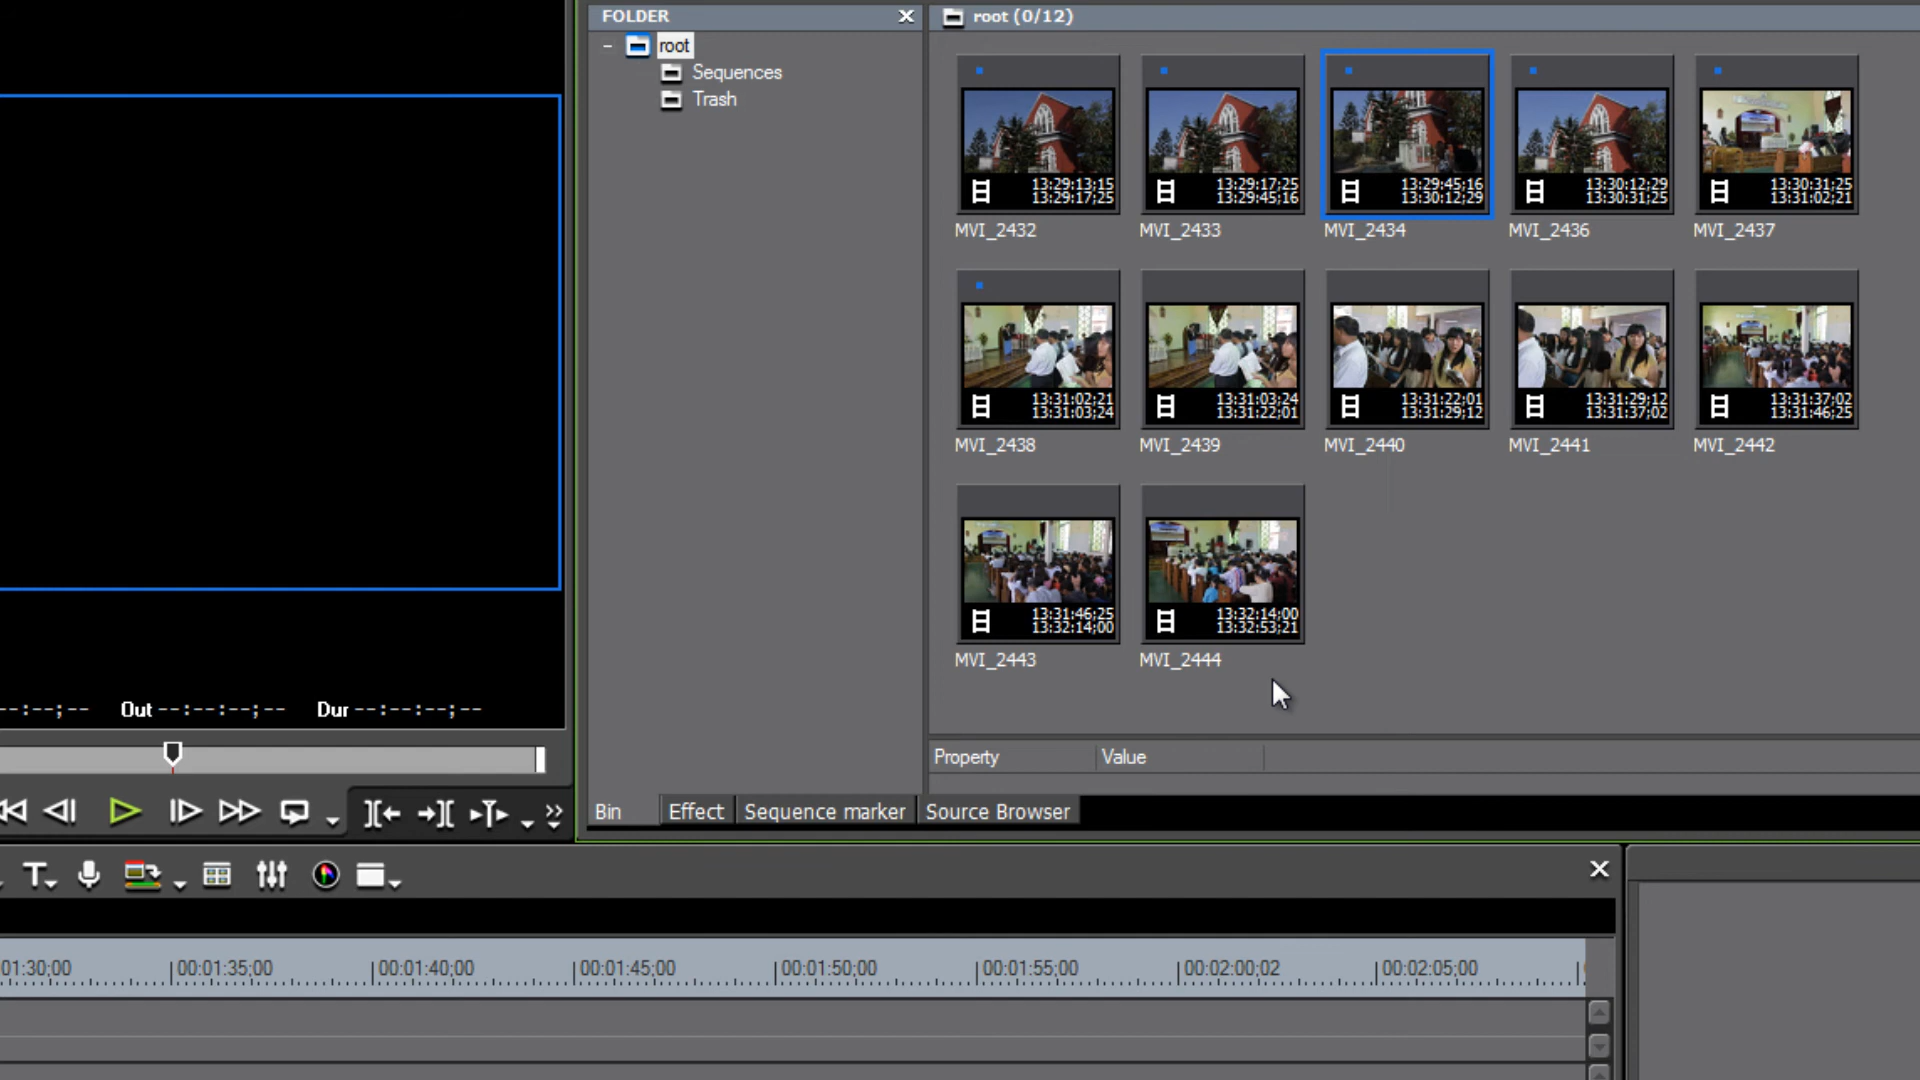 FOLDER
root (0/12)
root
Sequences
Trash
13:29:13;15
13:29:17;25
MVI_2432
13:29:17;25
13:29:45;16
MVI_2433
13:29:45;16
13:30:12;29
MVI_2434
13:30:12;29
13:30:31;25
MVI_2436
13:30:31;25
13:31:02;21
MVI_2437
13:31:02;21
13:31:03;24
MVI_2438
13:31:03;24
13:31:22;01
MVI_2439
13:31:22;01
13:31:29;12
MVI_2440
13:31:29;12
13:31:37;02
MVI_2441
13:31:37;02
13:31:46;25
MVI_2442
13:31:46;25
13:32:14;00
MVI_2443
13:32:14;00
13:32:53;21
MVI_2444
--:--;-- Out --:--:--;-- Dur --:--:--;--
Property Value
Bin Effect Sequence marker Source Browser
01:30;00 00:01:35;00 00:01:40;00 00:01:45;00 00:01:50;00 00:01:55;00 00:02:00;02 00:02:05;00